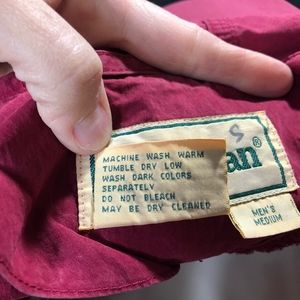 MACHINE WASH WARM
TUMBLE DRY LOW
WASH DARK COLORS
SEPARATELY
DO NOT BLEACH
MAY BE DRY CLEANED
an®
MEN'S
MEDIUM